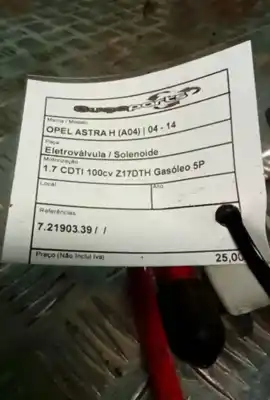 Marca / Modelo
OPEL ASTRA H (A04) | 04 - 14
Peça
Eletroválvula / Solenoide
Motorização
1.7 CDTI 100cv Z17DTH Gasóleo 5P
Local
Ano
Referências
7.21903.39 / /
Preço (Não Inclui Iva)
25,00